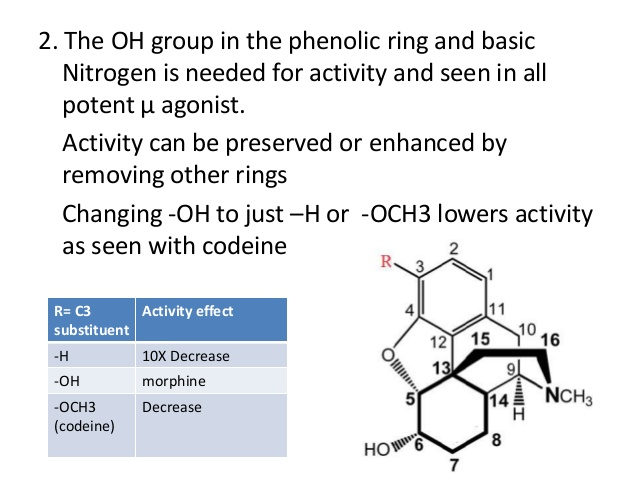 2. The OH group in the phenolic ring and basic
Nitrogen is needed for activity and seen in all
potent µ agonist.
Activity can be preserved or enhanced by
removing other rings
Changing -OH to just –H or -OCH3 lowers activity
as seen with codeine
R= C3 substituent
Activity effect
-H
10X Decrease
-OH
morphine
-OCH3 (codeine)
Decrease
R
3
2
1
4
11
12
15
10
16
O
13
9
5
14
H
NCH3
HO
6
8
7